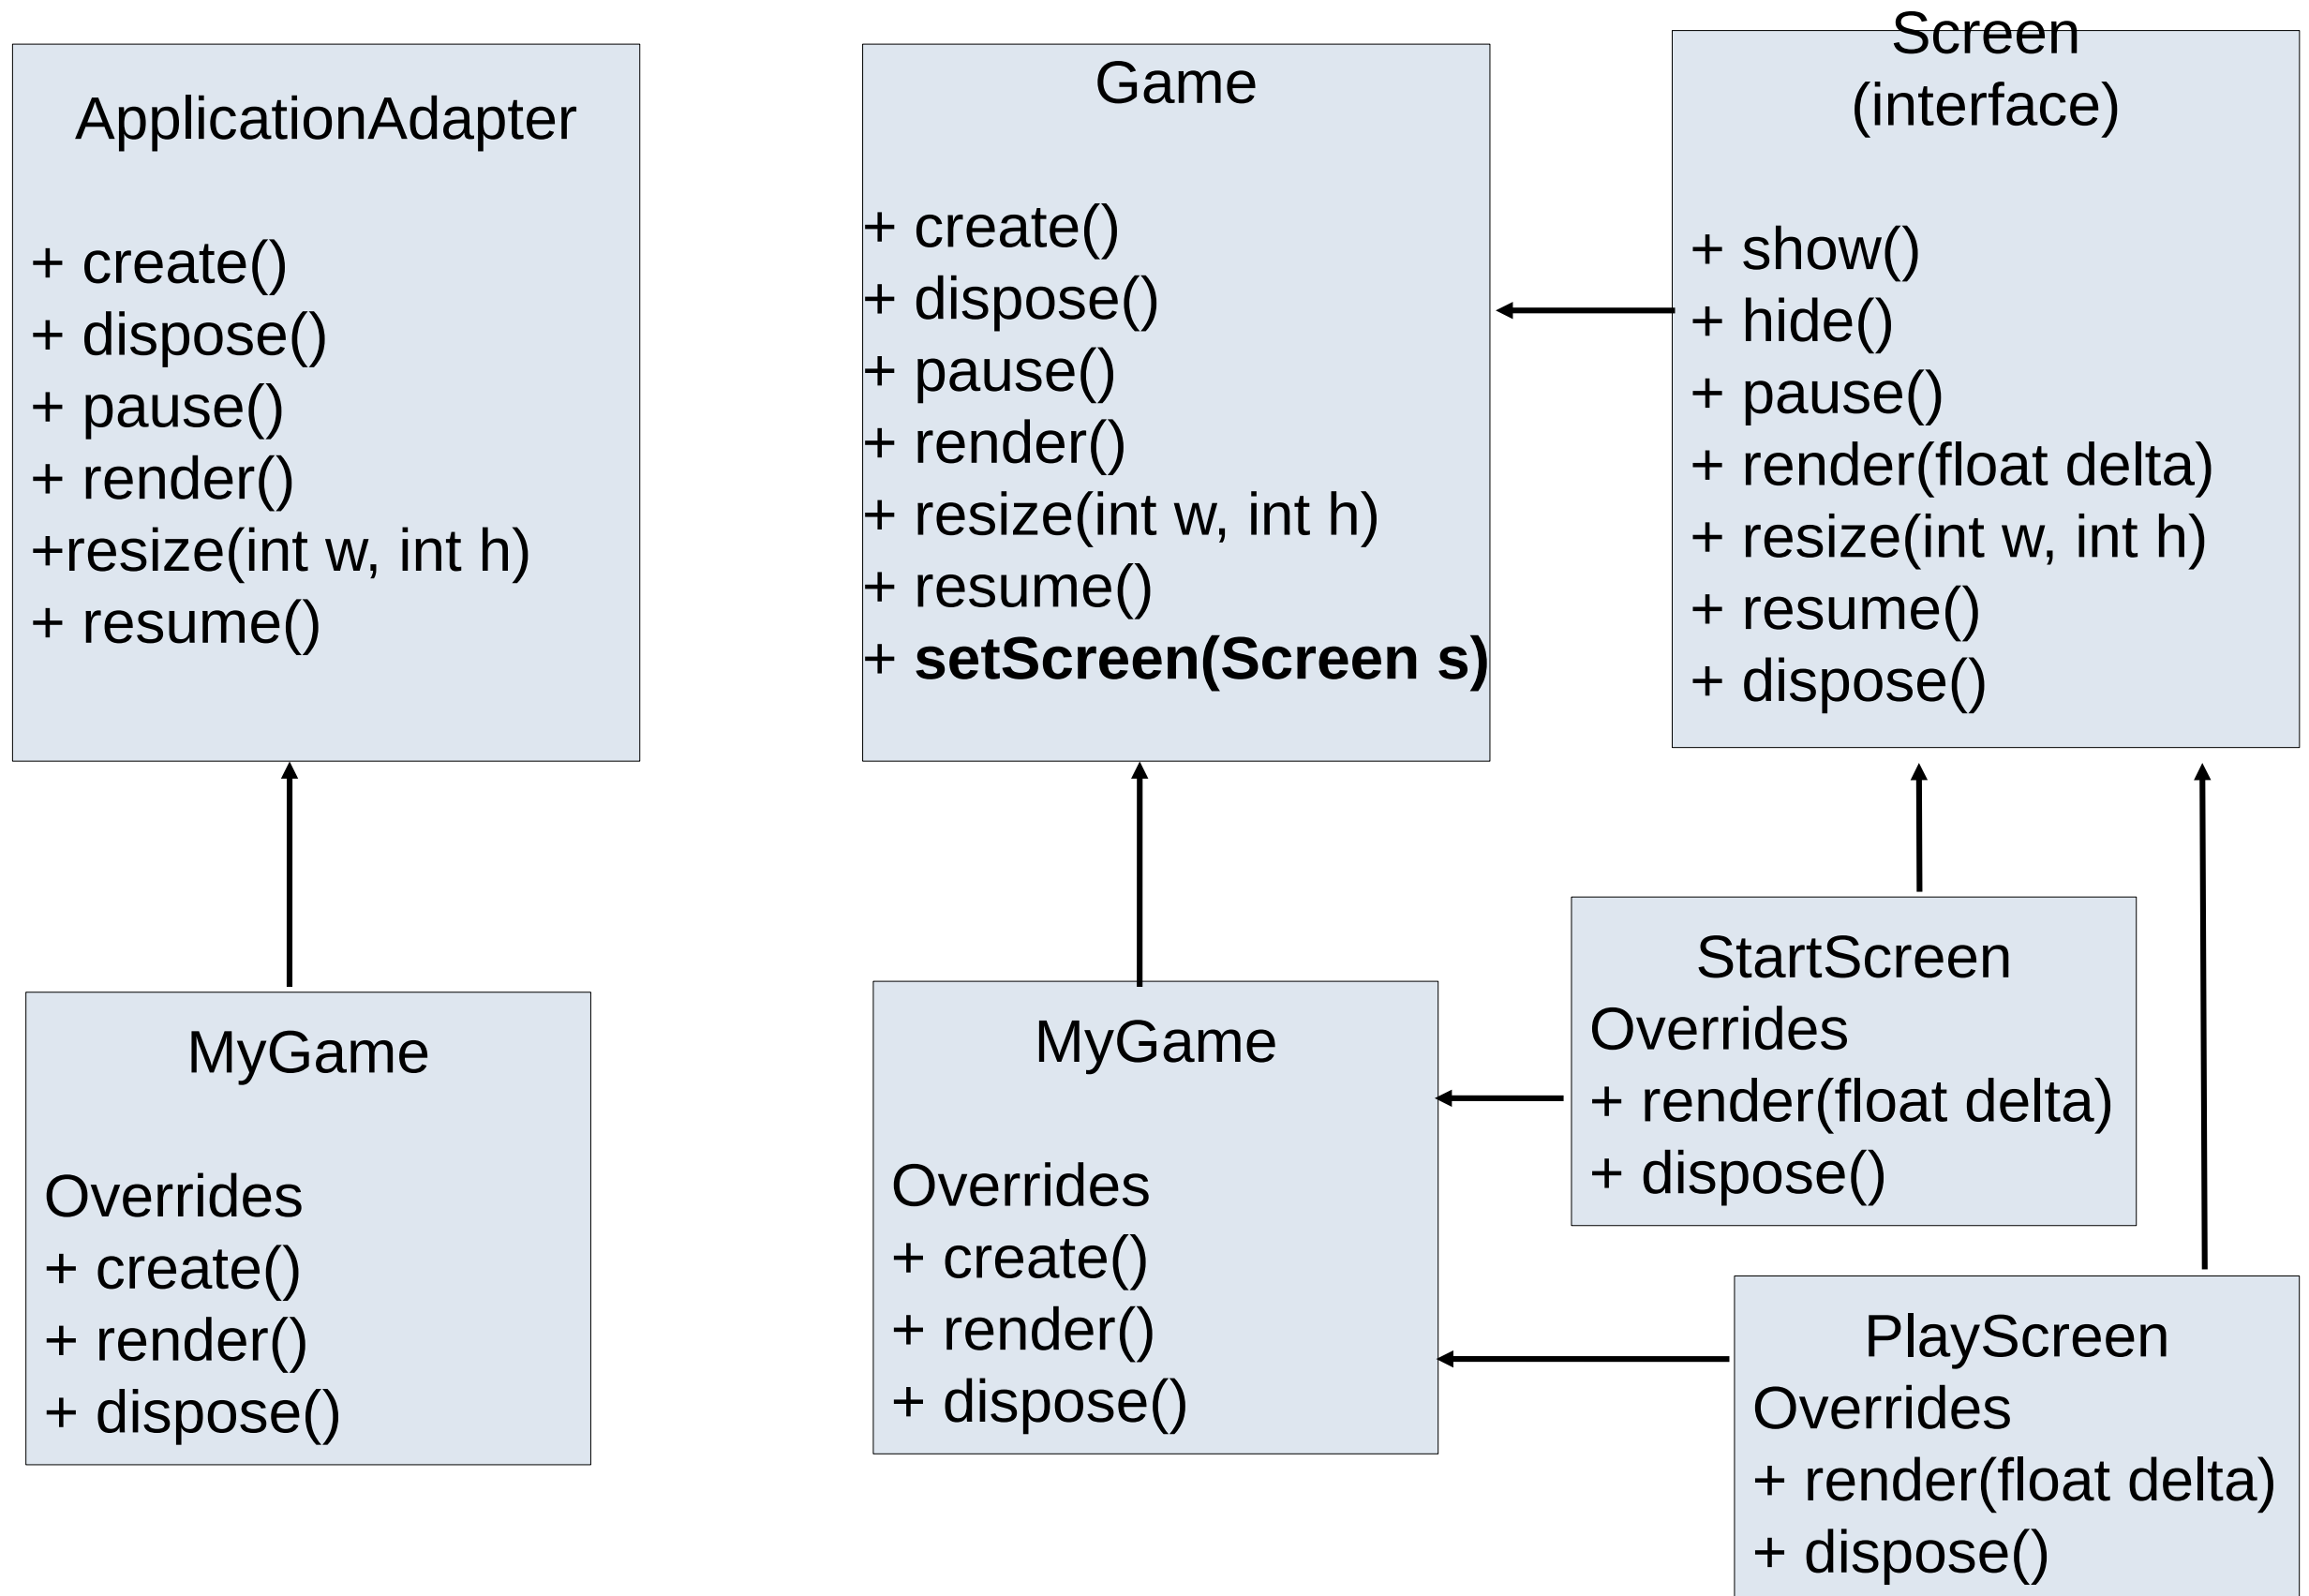 ApplicationAdapter
+ create()
+ dispose()
+ pause()
+ render()
+resize(int w, int h)
+ resume()
Game
+ create()
+ dispose()
+ pause()
+ render()
+ resize(int w, int h)
+ resume()
+ setScreen(Screen s)
Screen
(interface)
+ show()
+ hide()
+ pause()
+ render(float delta)
+ resize(int w, int h)
+ resume()
+ dispose()
MyGame
Overrides
+ create()
+ render()
+ dispose()
MyGame
Overrides
+ create()
+ render()
+ dispose()
StartScreen
Overrides
+ render(float delta)
+ dispose()
PlayScreen
Overrides
+ render(float delta)
+ dispose()